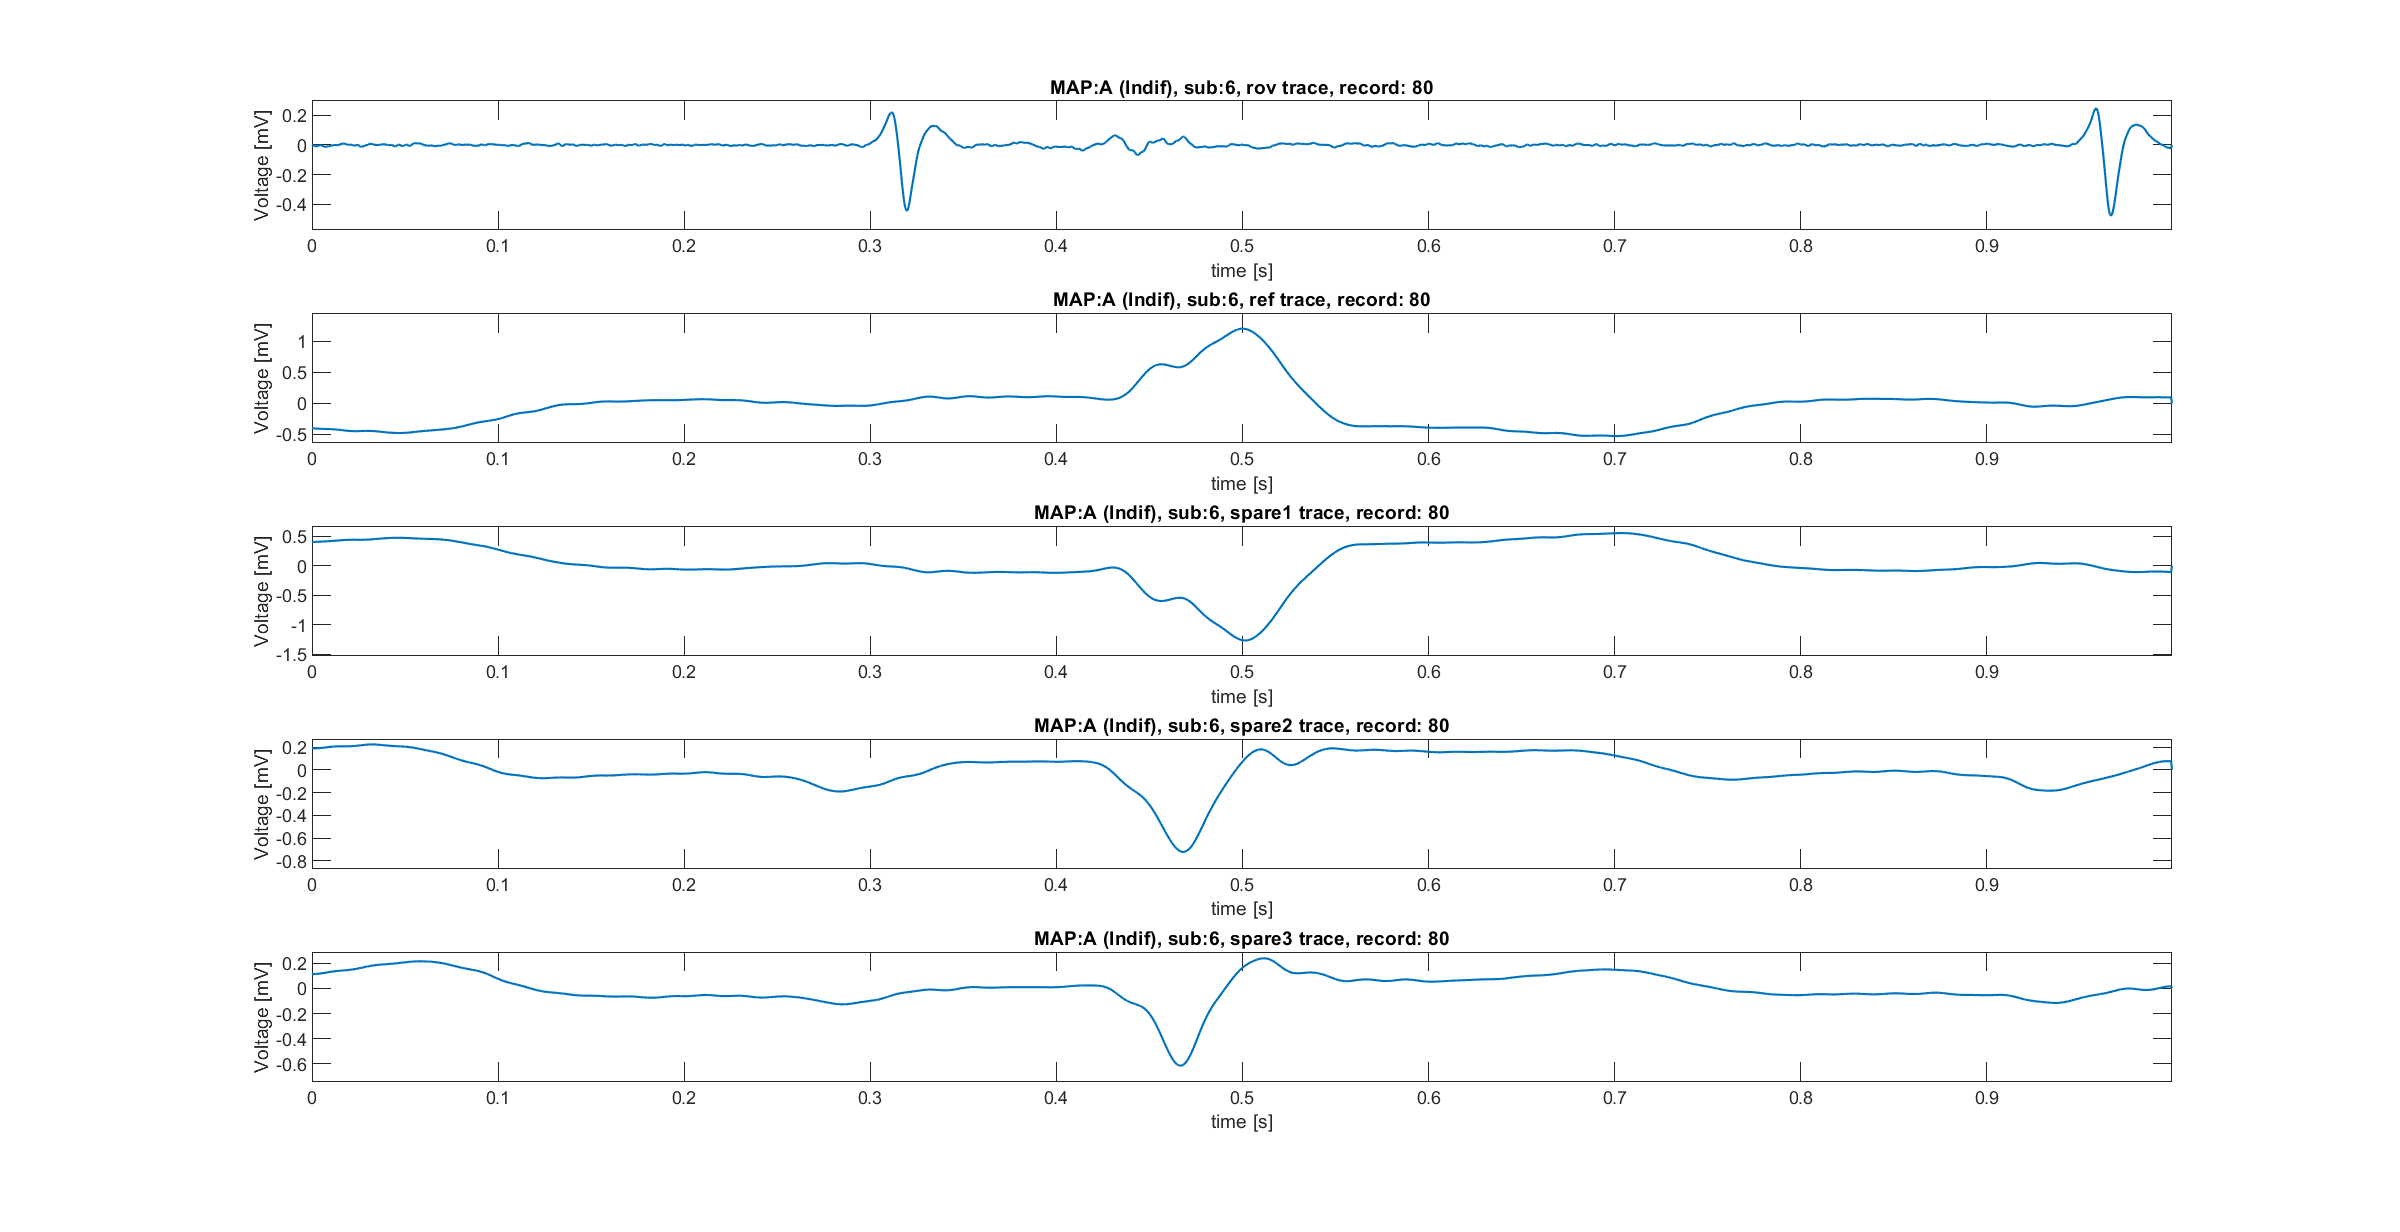 MAP:A (Indif), sub:6, rov trace, record: 80
Voltage [mV]
0.2
0
-0.2
-0.4
0 0.1 0.2 0.3 0.4 0.5 0.6 0.7 0.8 0.9
time [s]
MAP:A (Indif), sub:6, ref trace, record: 80
Voltage [mV]
1
0.5
0
-0.5
0 0.1 0.2 0.3 0.4 0.5 0.6 0.7 0.8 0.9
time [s]
MAP:A (Indif), sub:6, spare1 trace, record: 80
Voltage [mV]
0.5
0
-0.5
-1
-1.5
0 0.1 0.2 0.3 0.4 0.5 0.6 0.7 0.8 0.9
time [s]
MAP:A (Indif), sub:6, spare2 trace, record: 80
Voltage [mV]
0.2
0
-0.2
-0.4
-0.6
-0.8
0 0.1 0.2 0.3 0.4 0.5 0.6 0.7 0.8 0.9
time [s]
MAP:A (Indif), sub:6, spare3 trace, record: 80
Voltage [mV]
0.2
0
-0.2
-0.4
-0.6
0 0.1 0.2 0.3 0.4 0.5 0.6 0.7 0.8 0.9
time [s]